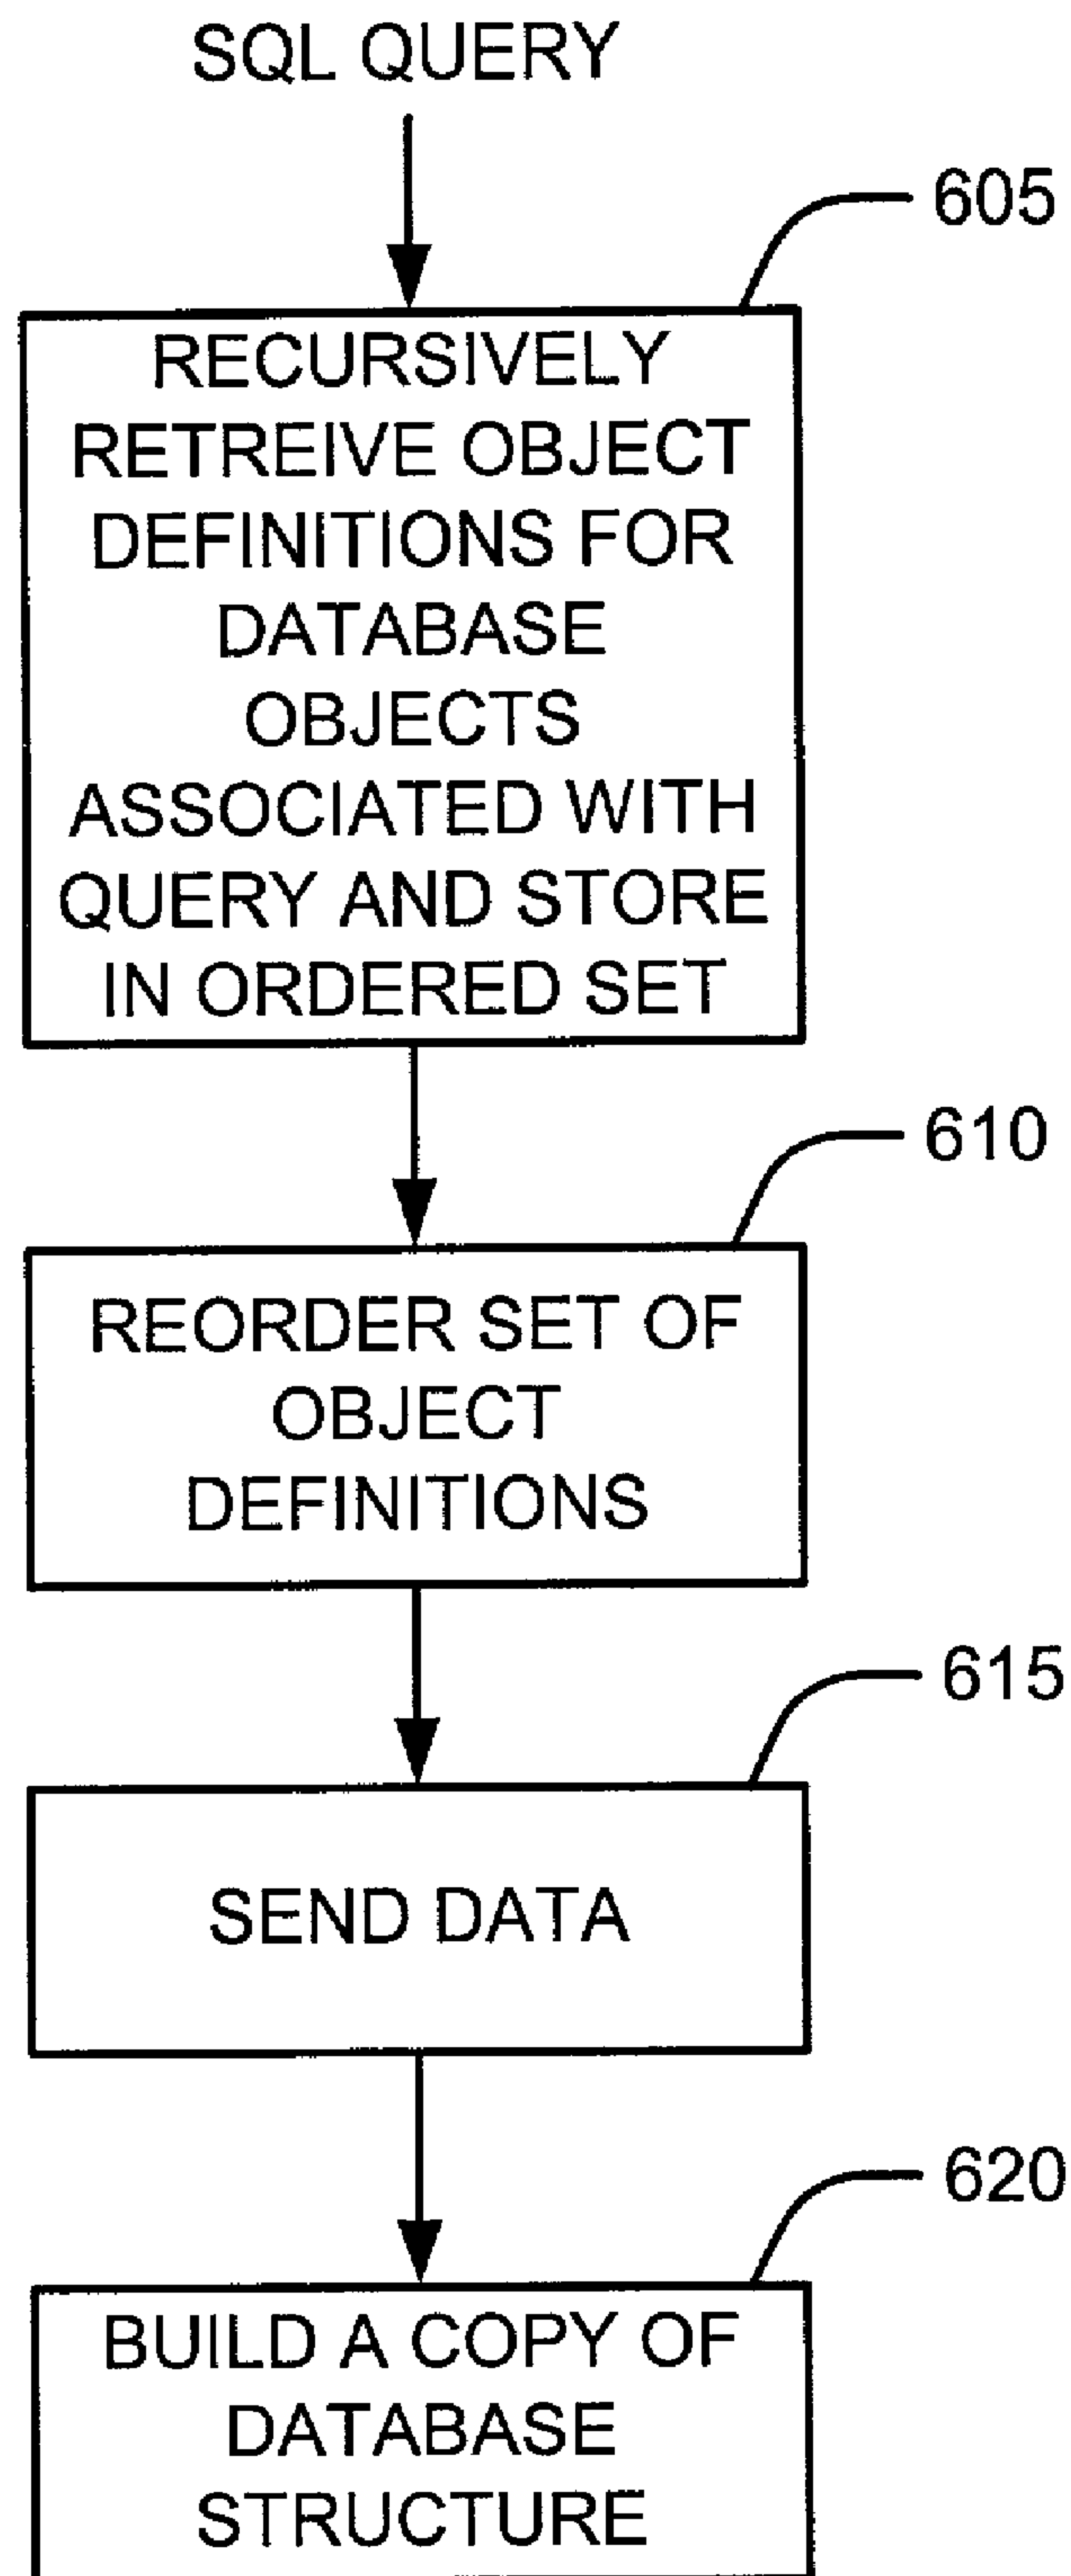 SQL QUERY
605
RECURSIVELY
RETREIVE OBJECT
DEFINITIONS FOR
DATABASE
OBJECTS
ASSOCIATED WITH
QUERY AND STORE
IN ORDERED SET
610
REORDER SET OF
OBJECT
DEFINITIONS
615
SEND DATA
620
BUILD A COPY OF
DATABASE
STRUCTURE